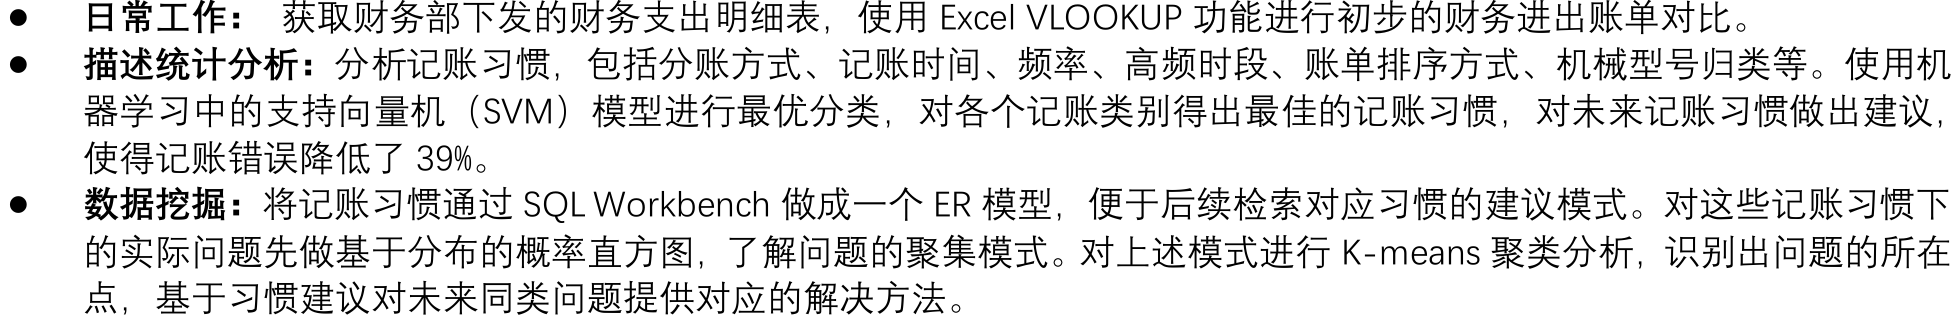 ● 日常工作： 获取财务部下发的财务支出明细表，使用 Excel VLOOKUP 功能进行初步的财务进出账单对比。
● 描述统计分析：分析记账习惯，包括分账方式、记账时间、频率、高频时段、账单排序方式、机械型号归类等。使用机
器学习中的支持向量机（SVM）模型进行最优分类，对各个记账类别得出最佳的记账习惯，对未来记账习惯做出建议，
使得记账错误降低了 39%。
● 数据挖掘：将记账习惯通过 SQL Workbench 做成一个 ER 模型，便于后续检索对应习惯的建议模式。对这些记账习惯下
的实际问题先做基于分布的概率直方图，了解问题的聚集模式。对上述模式进行 K-means 聚类分析，识别出问题的所在
点，基于习惯建议对未来同类问题提供对应的解决方法。